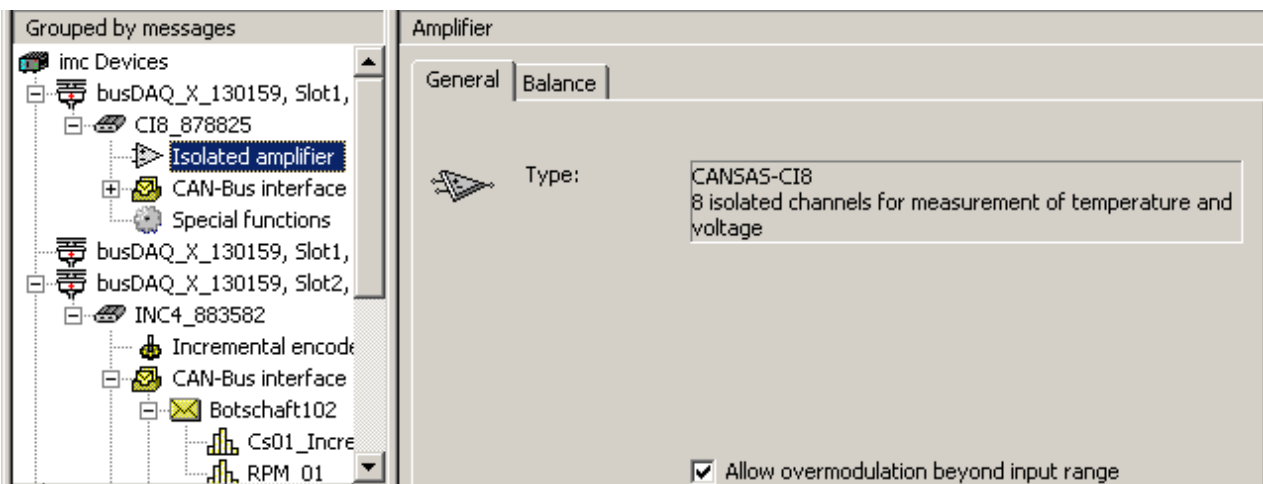 Grouped by messages
imc Devices
busDAQ_X_130159, Slot1,
CI8_878825
Isolated amplifier
CAN-Bus interface
Special functions
busDAQ_X_130159, Slot1,
busDAQ_X_130159, Slot2,
INC4_883582
Incremental encode
CAN-Bus interface
Botschaft102
Cs01_Incre
RPM_01
Amplifier
General
Balance
Type:
CANSAS-CI8
8 isolated channels for measurement of temperature and
voltage
Allow overmodulation beyond input range